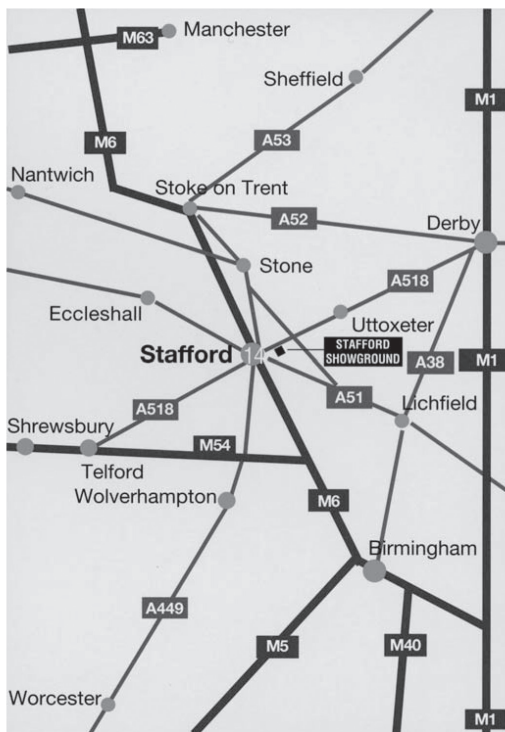 M63
Manchester
Sheffield
M1
M6
A53
Nantwich
Stoke on Trent
A52
Derby
Stone
A518
Eccleshall
Uttoxeter
Stafford
14
STAFFORD
SHOWGROUND
A38
M1
A51
Lichfield
A518
Shrewsbury
M54
Telford
Wolverhampton
M6
Birmingham
A449
M5
M40
Worcester
M1